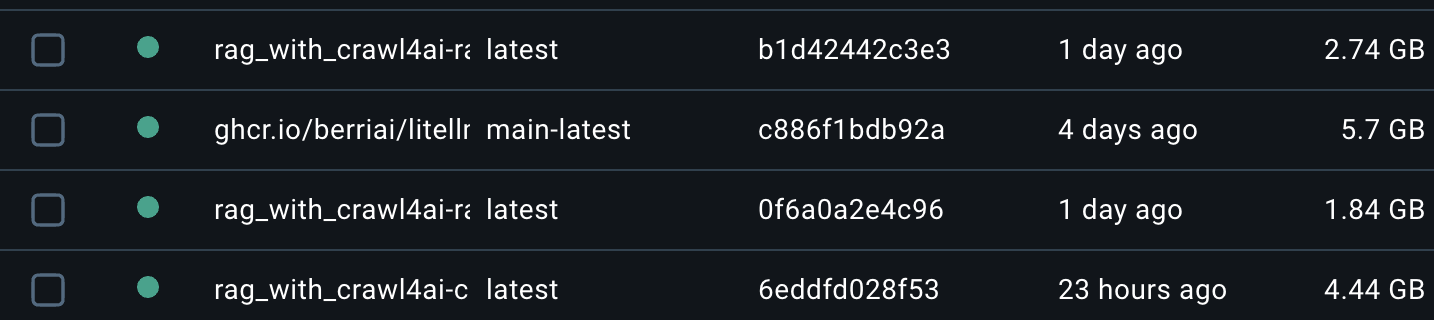 rag_with_crawl4ai-ra latest b1d42442c3e3 1 day ago 2.74 GB
ghcr.io/berriai/litellm main-latest c886f1bdb92a 4 days ago 5.7 GB
rag_with_crawl4ai-ra latest 0f6a0a2e4c96 1 day ago 1.84 GB
rag_with_crawl4ai-c latest 6eddfd028f53 23 hours ago 4.44 GB